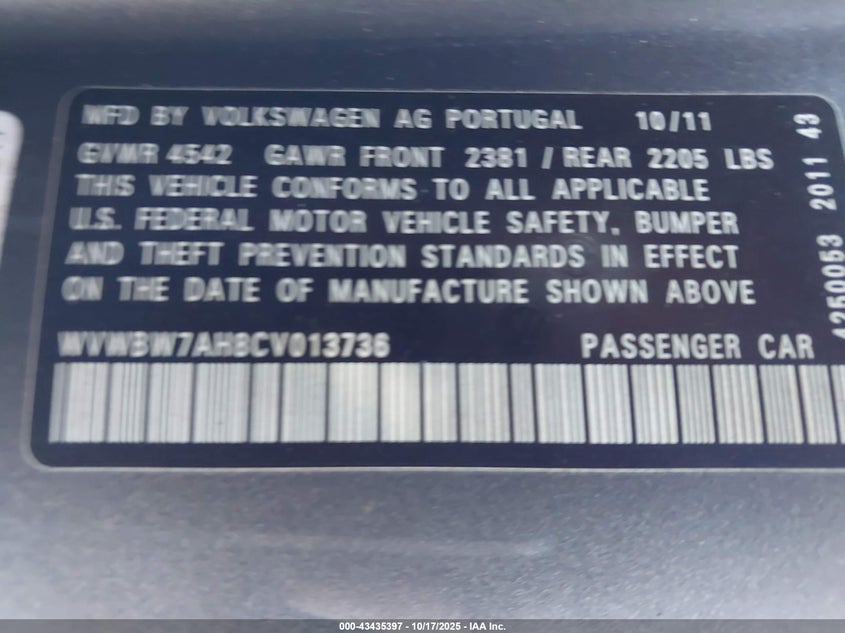 MFD BY VOLKSWAGEN AG PORTUGAL 10/11
GVWR 4542 GAWR FRONT 2381 / REAR 2205 LBS
THIS VEHICLE CONFORMS TO ALL APPLICABLE
U.S. FEDERAL MOTOR VEHICLE SAFETY, BUMPER
AND THEFT PREVENTION STANDARDS IN EFFECT
ON THE DATE OF MANUFACTURE SHOWN ABOVE
WVWBW7AH8CV013736 PASSENGER CAR
4250053 2011 43
000-43435397 - 10/17/2025 - IAA Inc.